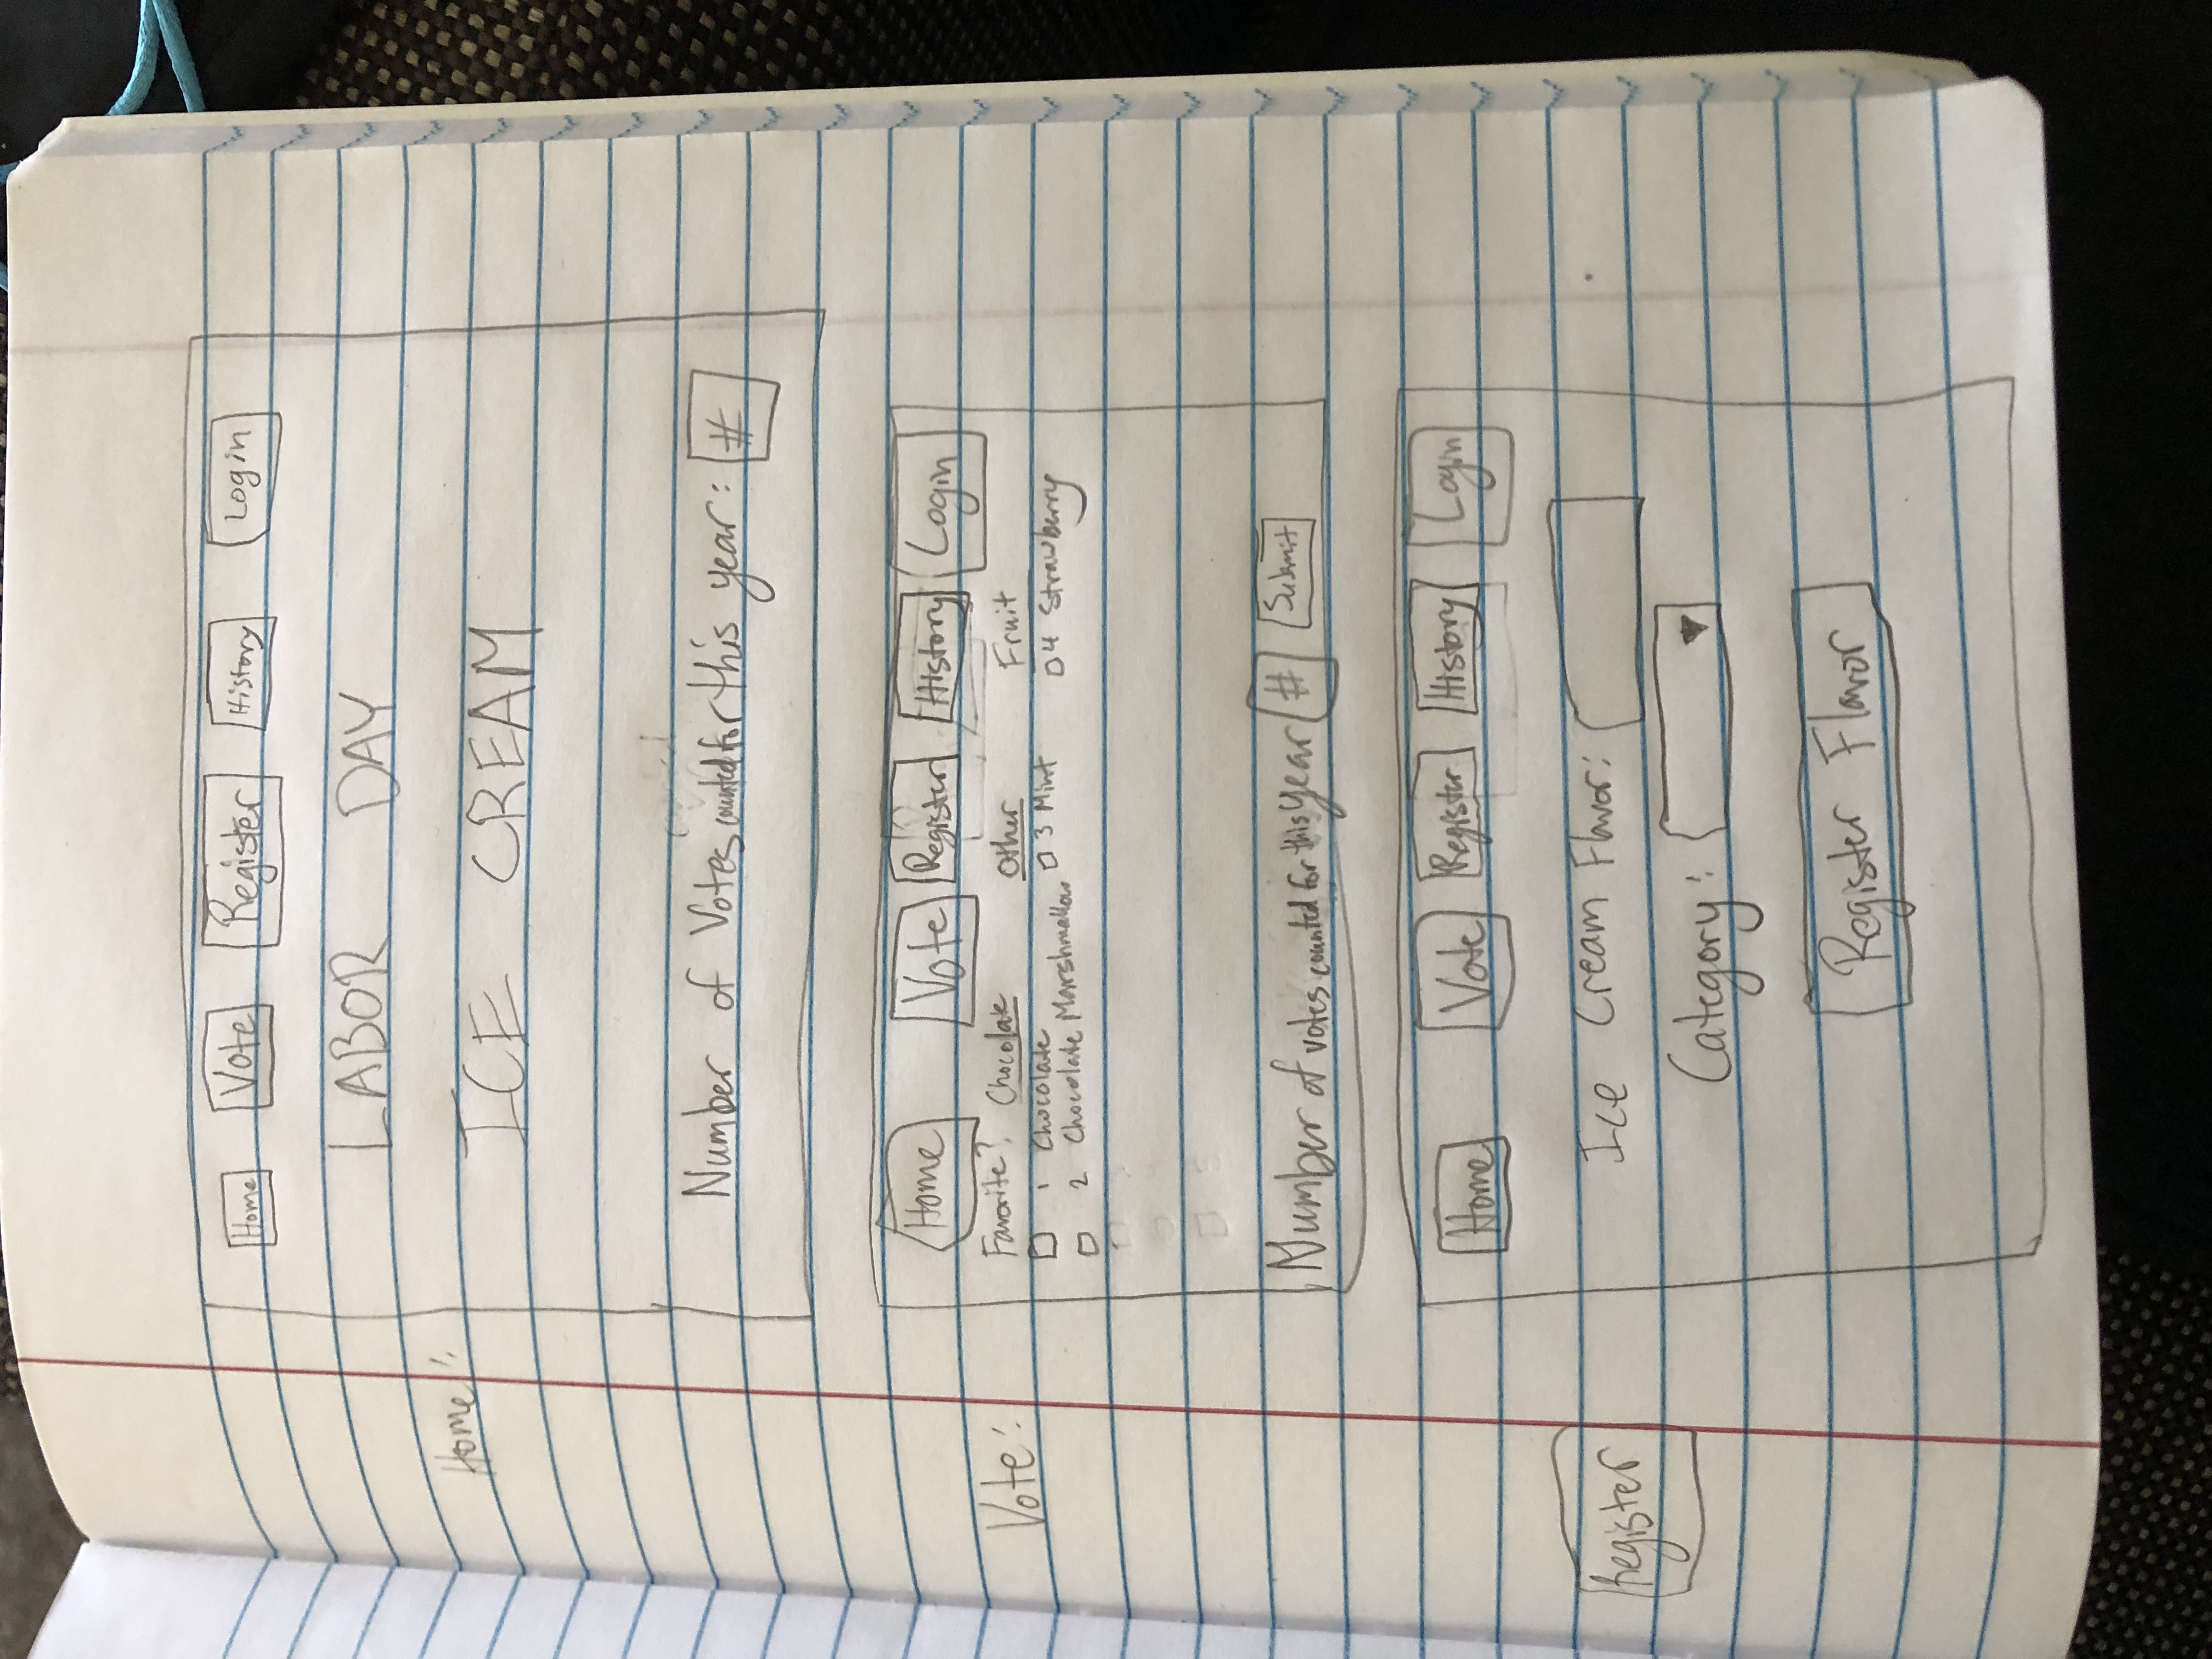 Home Vote Register History Login
LABOR DAY
Home:
ICE CREAM
Number of Votes counted for this year: #
Home Vote Register History Login
Vote:
Favorite? Chocolate Other Fruit
1 Chocolate 3 Mint 4 Strawberry
2 Chocolate Marshmallow
Number of votes counted for this year # Submit
Home Vote Register History Login
Register
Ice Cream Flavor:
Category:
Register Flavor